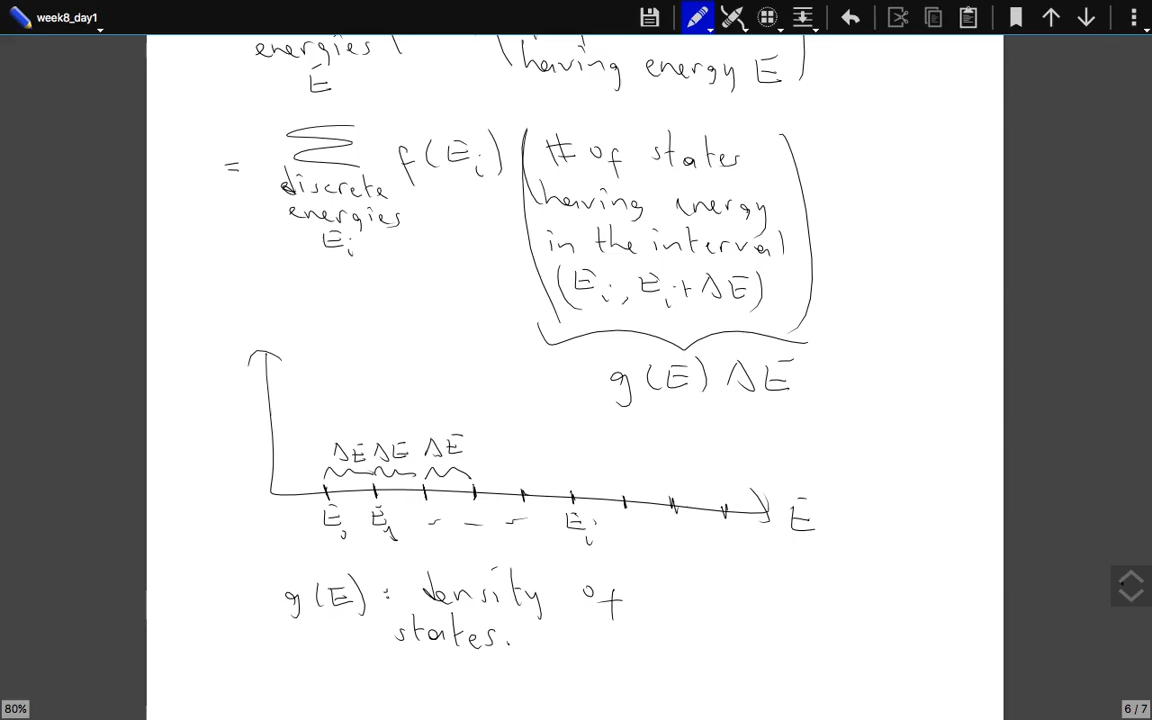 week8_day1
energies
(having energy E)
E
= Σ f(E_i) (# of states
discrete having energy
energies in the interval
E_i (E_i, E_i + ΔE))
g(E) ΔE
ΔE ΔE ΔE
E_0 E_1 - - - E_i E
g(E): density of
states.
80%
6 / 7